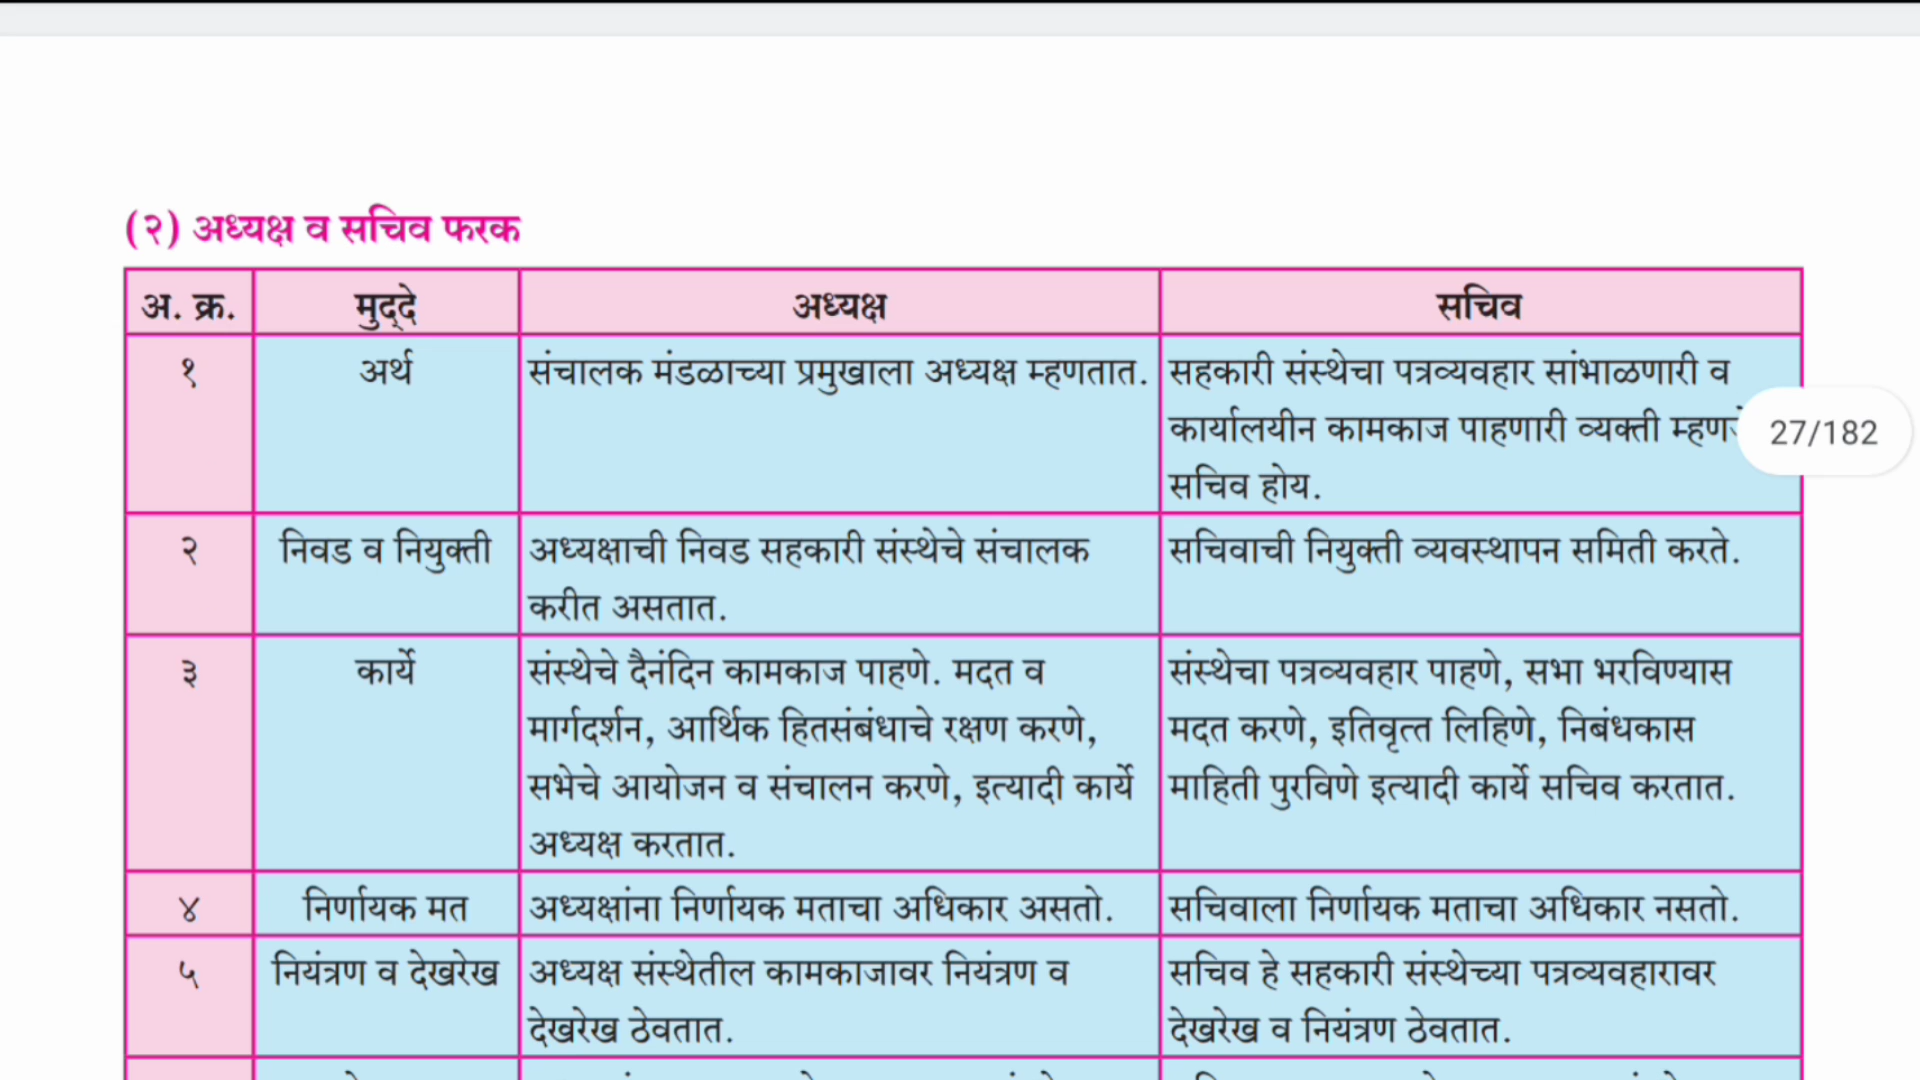 (२) अध्यक्ष व सचिव फरक
अ. क्र.
मुद्दे
अध्यक्ष
सचिव
१
अर्थ
संचालक मंडळाच्या प्रमुखाला अध्यक्ष म्हणतात.
सहकारी संस्थेचा पत्रव्यवहार सांभाळणारी व
कार्यालयीन कामकाज पाहणारी व्यक्ती
सचिव होय.
27/182
२
निवड व नियुक्ती
अध्यक्षाची निवड सहकारी संस्थेचे संचालक
करीत असतात.
सचिवाची नियुक्ती व्यवस्थापन समिती करते.
३
कार्ये
संस्थेचे दैनंदिन कामकाज पाहणे. मदत व
मार्गदर्शन, आर्थिक हितसंबंधाचे रक्षण करणे,
सभेचे आयोजन व संचालन करणे, इत्यादी कार्ये
अध्यक्ष करतात.
संस्थेचा पत्रव्यवहार पाहणे, सभा भरविण्यास
मदत करणे, इतिवृत्त लिहिणे, निबंधकास
माहिती पुरविणे इत्यादी कार्ये सचिव करतात.
४
निर्णायक मत
अध्यक्षांना निर्णायक मताचा अधिकार असतो.
सचिवाला निर्णायक मताचा अधिकार नसतो.
५
नियंत्रण व देखरेख
अध्यक्ष संस्थेतील कामकाजावर नियंत्रण व
देखरेख ठेवतात.
सचिव हे सहकारी संस्थेच्या पत्रव्यवहारावर
देखरेख व नियंत्रण ठेवतात.